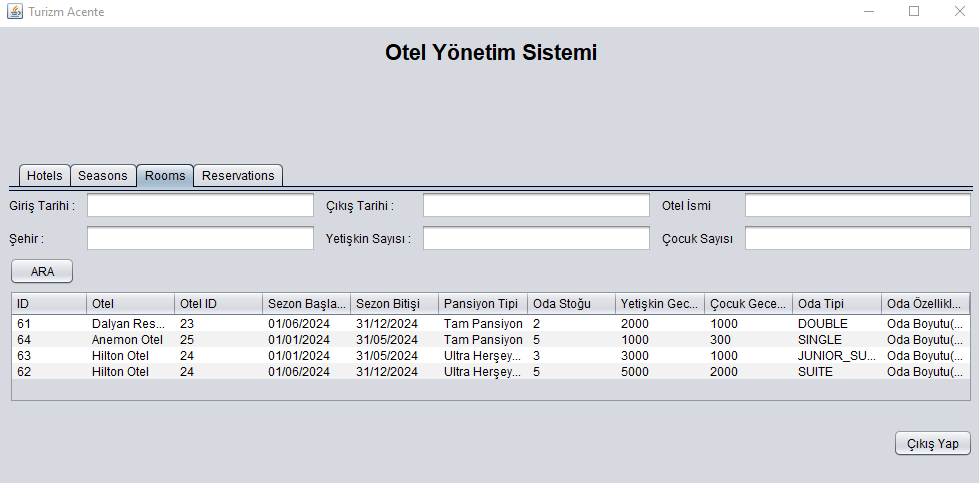 Turizm Acente
Otel Yönetim Sistemi
Hotels Seasons Rooms Reservations
Giriş Tarihi : Çıkış Tarihi : Otel İsmi
Şehir : Yetişkin Sayısı : Çocuk Sayısı
ARA
ID Otel Otel ID Sezon Başla... Sezon Bitişi Pansiyon Tipi Oda Stoğu Yetişkin Gec... Çocuk Gece... Oda Tipi Oda Özellikl...
61 Dalyan Res... 23 01/06/2024 31/12/2024 Tam Pansiyon 2 2000 1000 DOUBLE Oda Boyutu(...
64 Anemon Otel 25 01/01/2024 31/05/2024 Tam Pansiyon 5 1000 300 SINGLE Oda Boyutu(...
63 Hilton Otel 24 01/01/2024 31/05/2024 Ultra Herşey... 3 3000 1000 JUNIOR_SU... Oda Boyutu(...
62 Hilton Otel 24 01/06/2024 31/12/2024 Ultra Herşey... 5 5000 2000 SUITE Oda Boyutu(...
Çıkış Yap